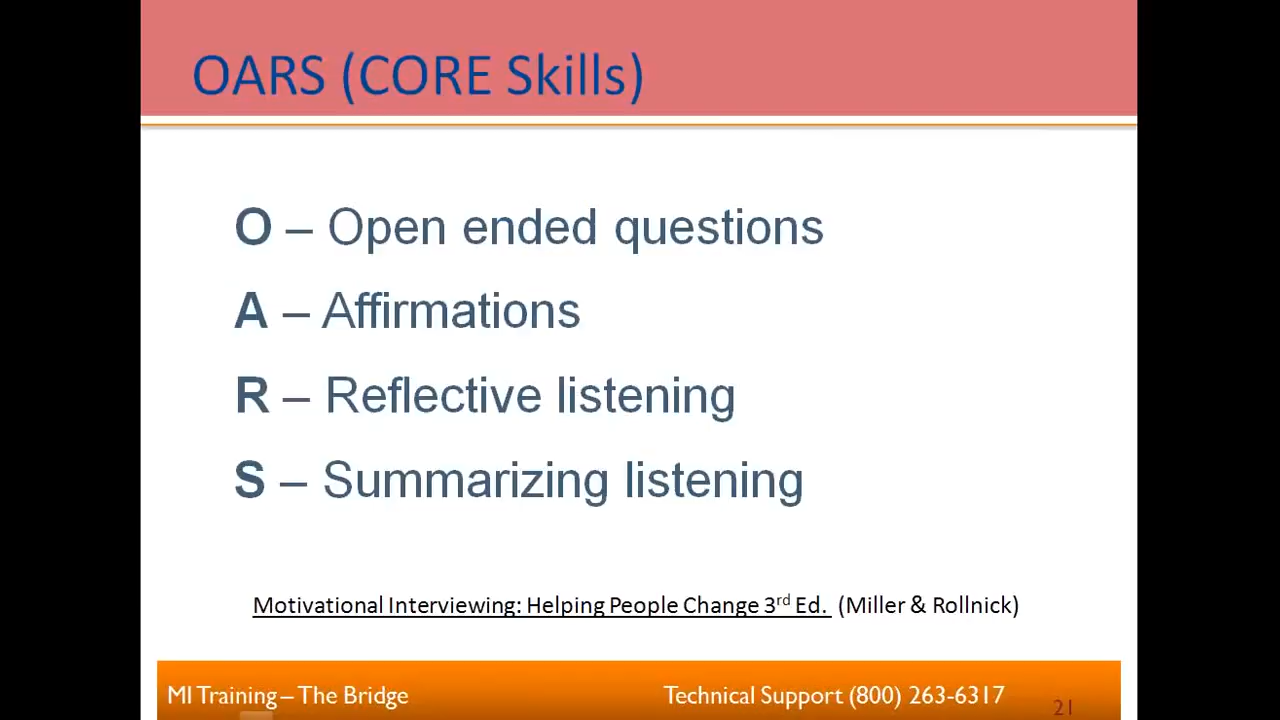 OARS (CORE Skills)
O – Open ended questions
A – Affirmations
R – Reflective listening
S – Summarizing listening
Motivational Interviewing: Helping People Change 3rd Ed. (Miller & Rollnick)
MI Training – The Bridge
Technical Support (800) 263-6317
21